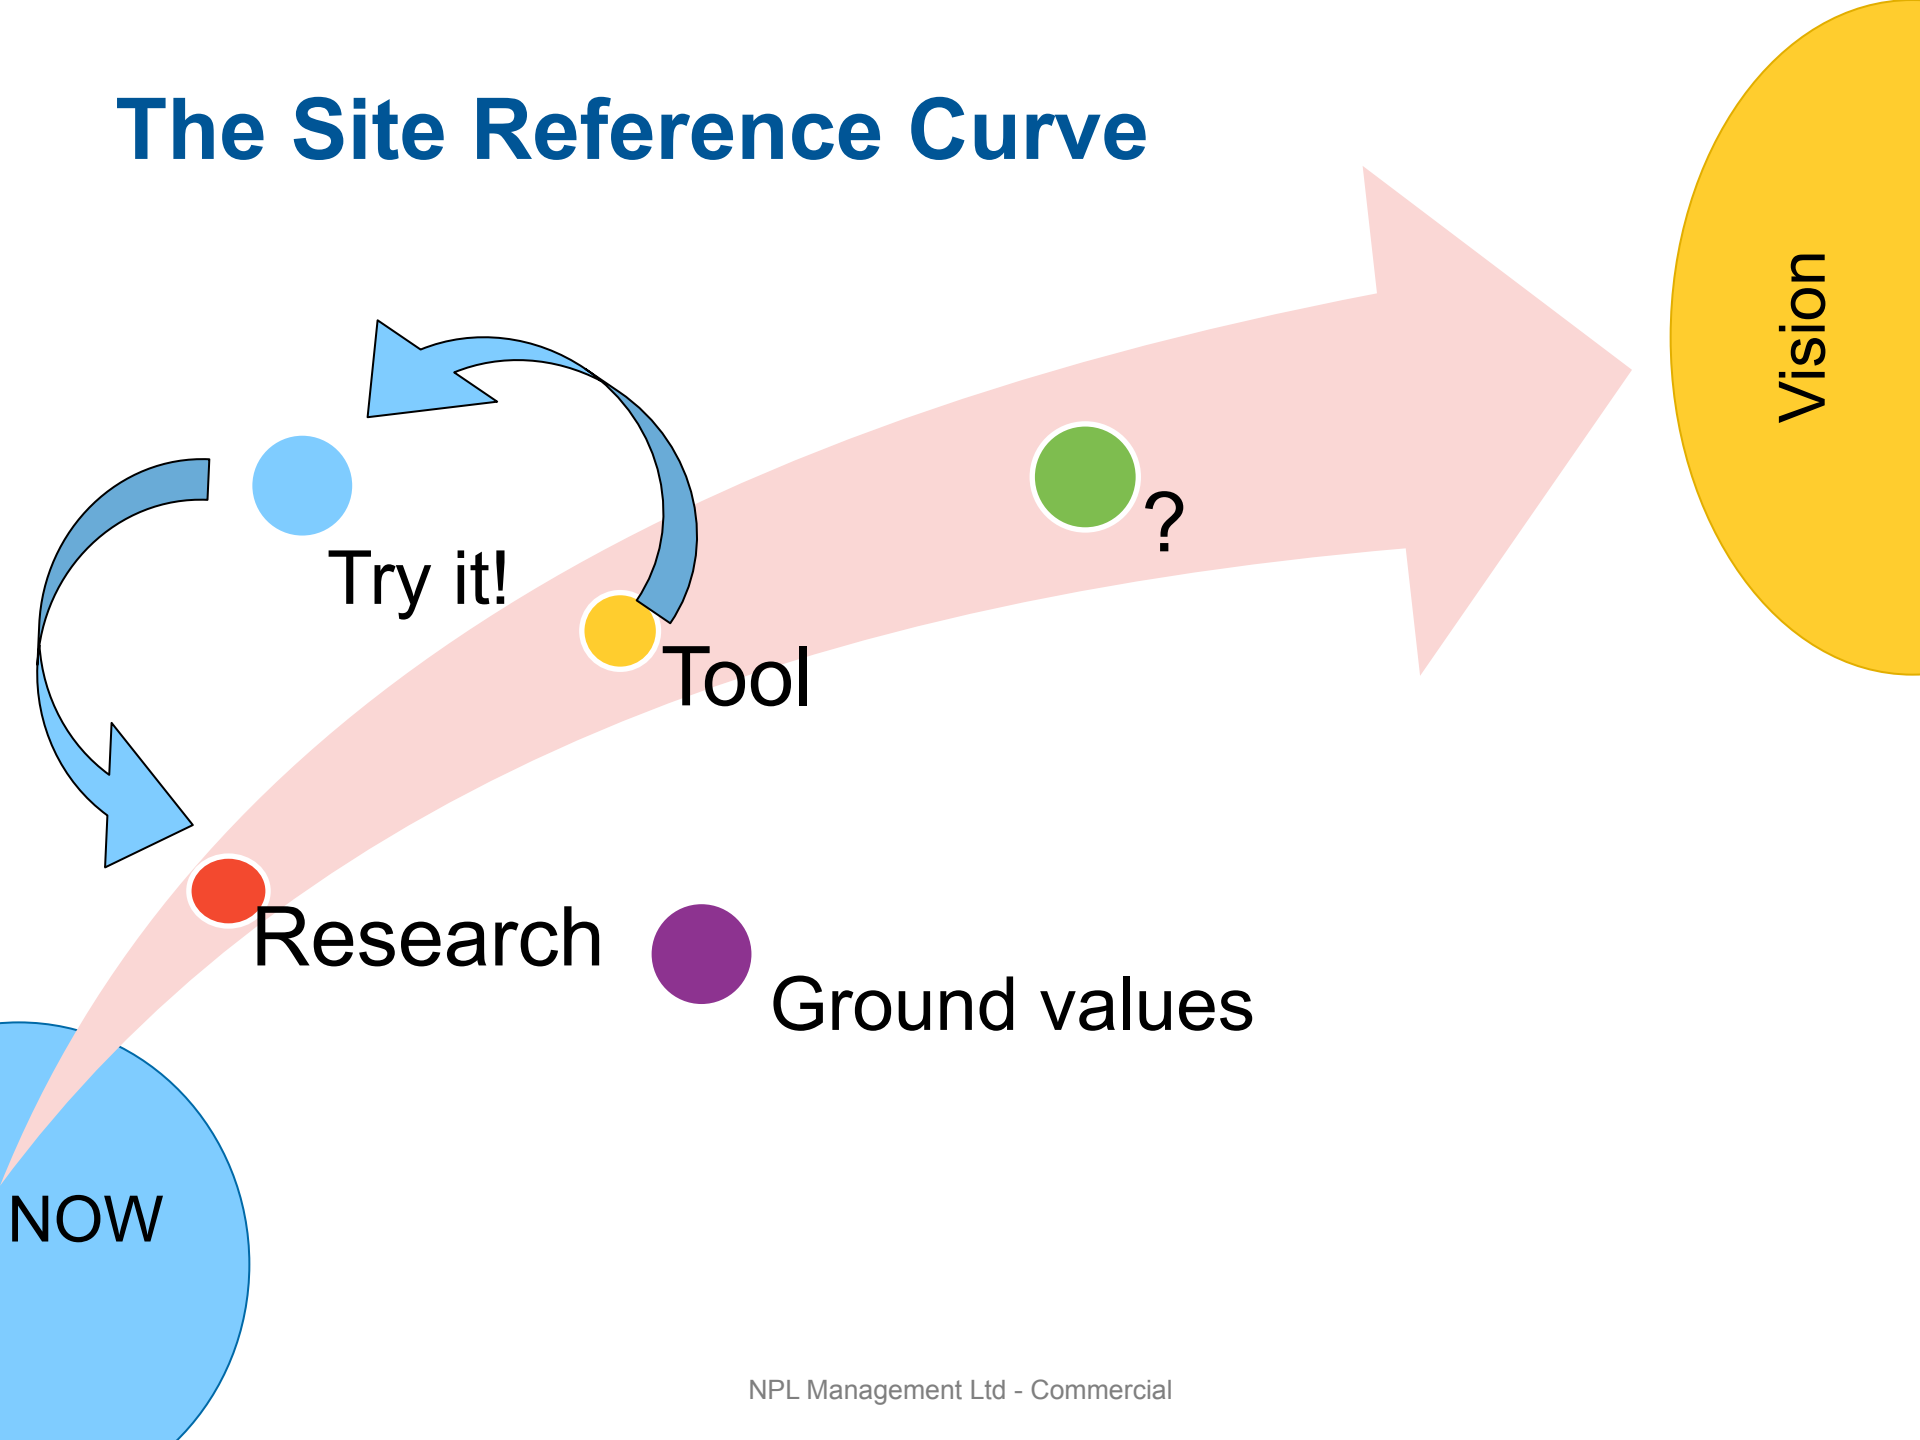 The Site Reference Curve
Vision
?
Try it!
Tool
Research
Ground values
NOW
NPL Management Ltd - Commercial